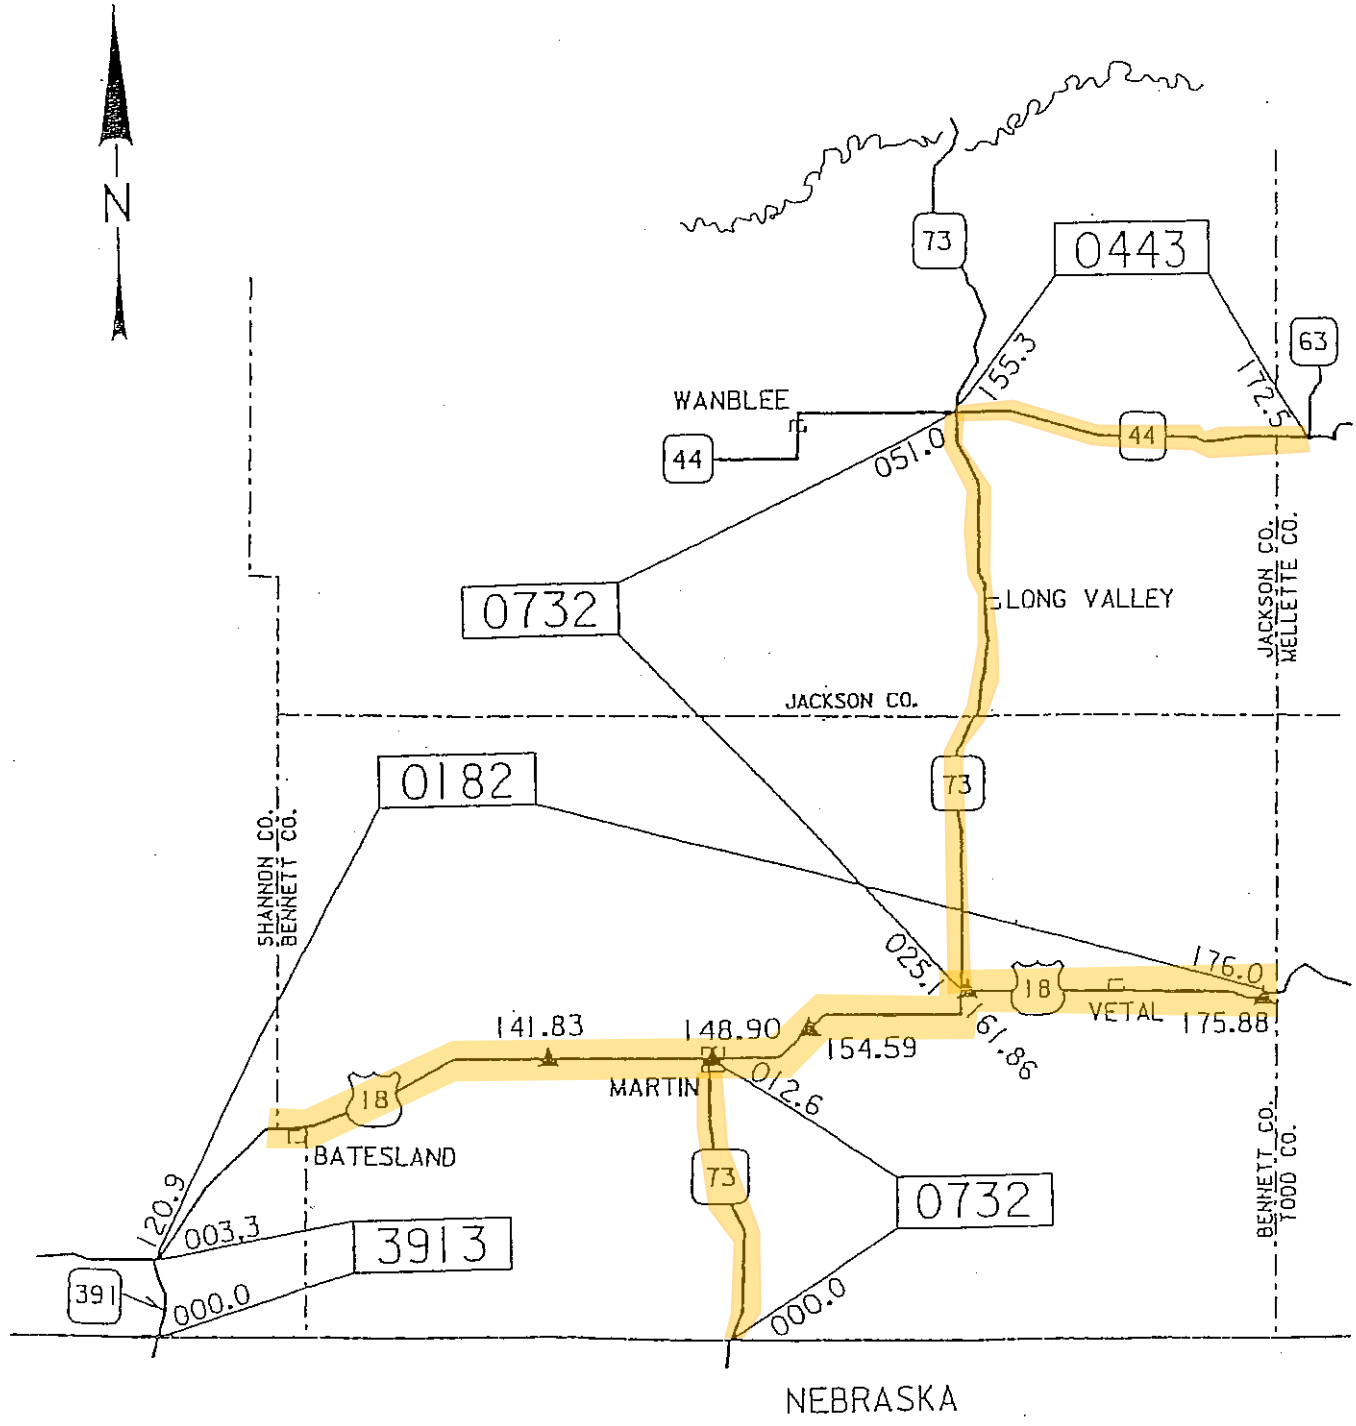 N
73
0443
63
155.3
172.5
WANBLEE
44
44
051.0
JACKSON CO.
MELLETTE CO.
0732
LONG VALLEY
JACKSON CO.
0182
73
SHANNON CO.
BENNETT CO.
025.1
176.0
18
VETAL
175.88
141.83
148.90
154.59
161.86
MARTIN
012.6
18
BATESLAND
73
0732
BENNETT CO.
TODD CO.
120.9
003.3
3913
391
000.0
000.0
NEBRASKA